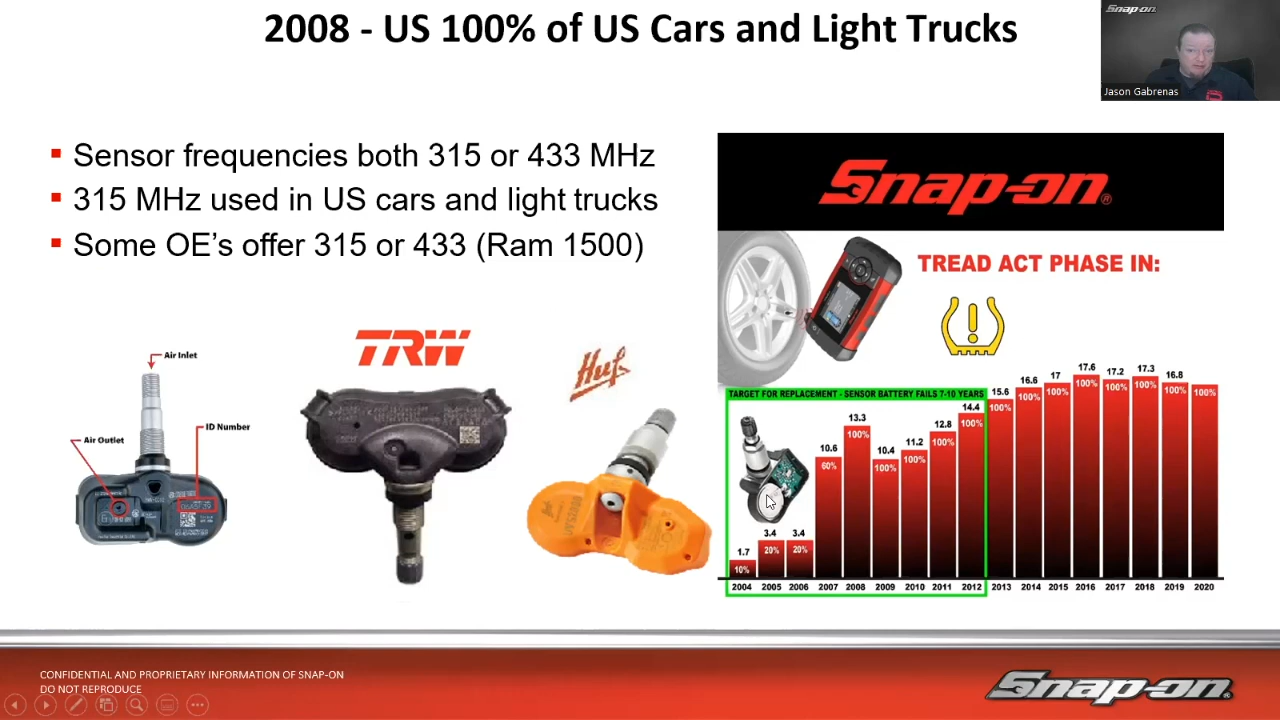 2008 - US 100% of US Cars and Light Trucks
Snap-on
Jason Gabrenas
Sensor frequencies both 315 or 433 MHz
315 MHz used in US cars and light trucks
Some OE’s offer 315 or 433 (Ram 1500)
Snap-on®
TREAD ACT PHASE IN:
TRW
Huf
Air Inlet
Air Outlet
ID Number
TARGET FOR REPLACEMENT - SENSOR BATTERY FAILS 7-10 YEARS
1.7 3.4 3.4 10.6 13.3 10.4 11.2 12.8 14.4 15.6 16.6 17 17.6 17.2 17.3 16.8
10% 20% 20% 60% 100% 100% 100% 100% 100% 100% 100% 100% 100% 100% 100% 100% 100%
2004 2005 2006 2007 2008 2009 2010 2011 2012 2013 2014 2015 2016 2017 2018 2019 2020
CONFIDENTIAL AND PROPRIETARY INFORMATION OF SNAP-ON
DO NOT REPRODUCE
Snap-on